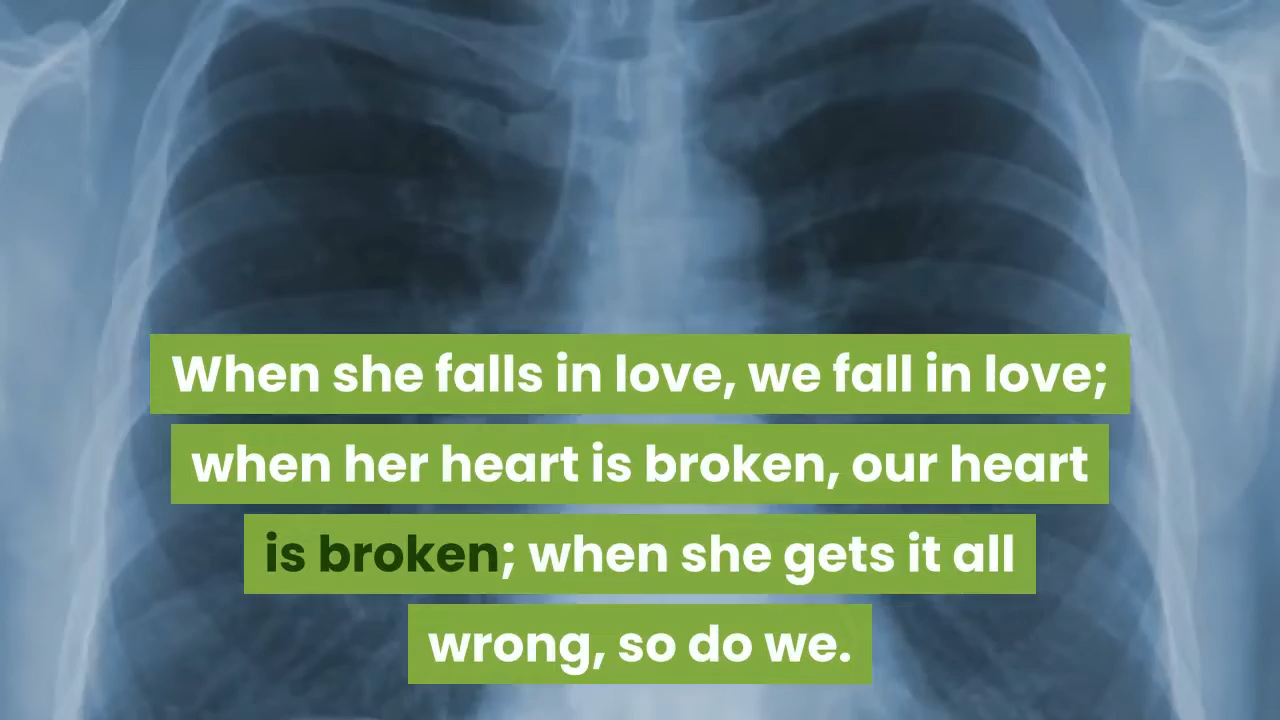 When she falls in love, we fall in love;
when her heart is broken, our heart
is broken; when she gets it all
wrong, so do we.